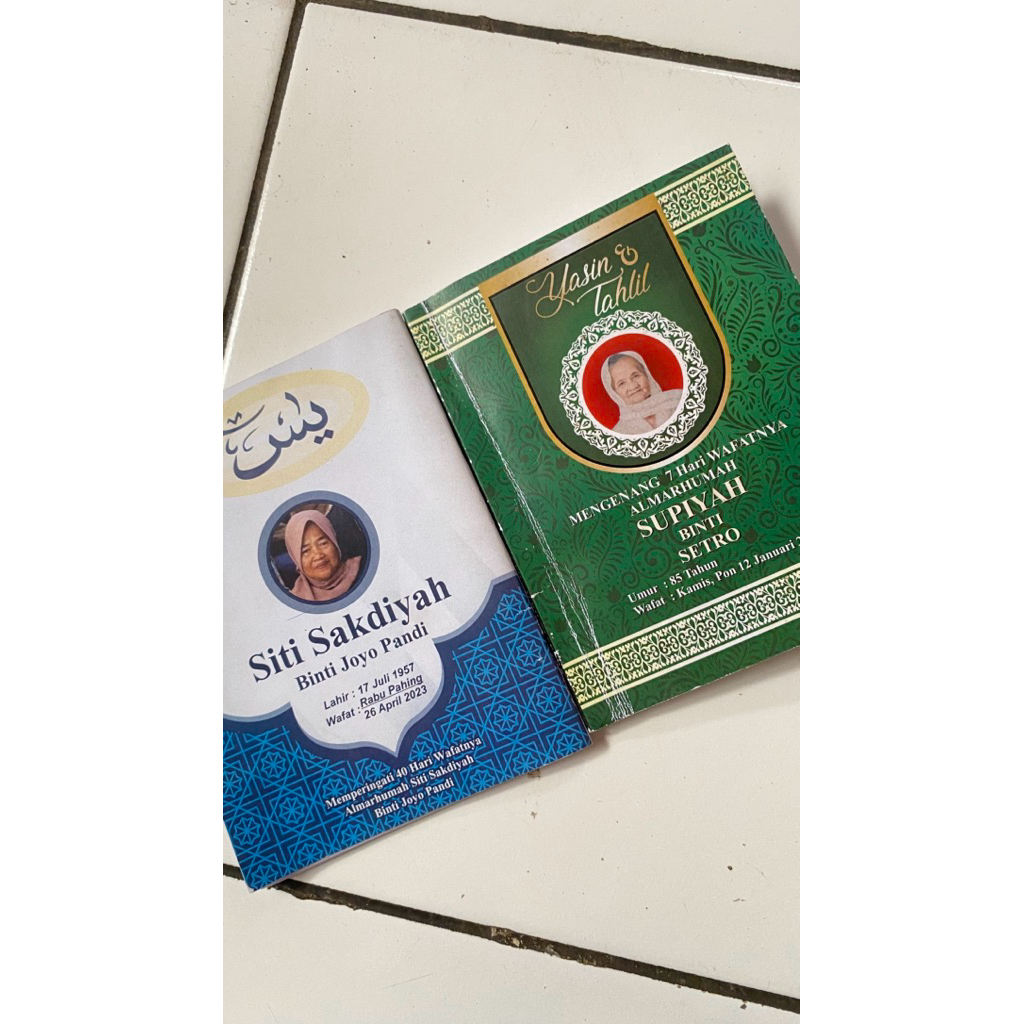 يس
Siti Sakdiyah
Binti Joyo Pandi
Lahir : 17 Juli 1957
Wafat : Rabu Pahing
26 April 2023
Memperingati 40 Hari Wafatnya
Almarhumah Siti Sakdiyah
Binti Joyo Pandi
Yasin &
Tahlil
MENGENANG 7 Hari WAFATNYA
ALMARHUMAH
SUPIYAH
BINTI
SETRO
Umur : 85 Tahun
Wafat : Kamis, Pon 12 Januari